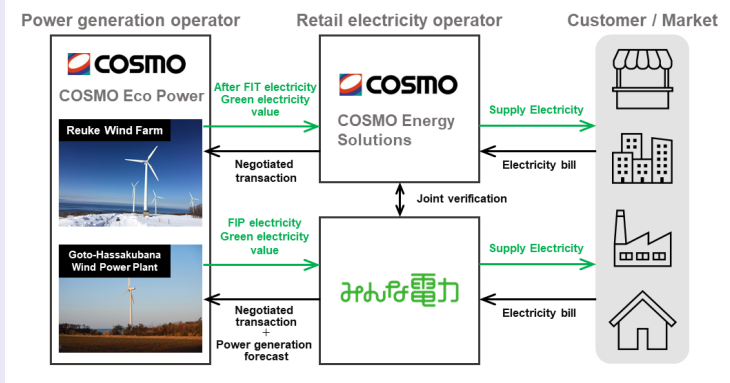 Power generation operator
Retail electricity operator
Customer / Market
COSMO
COSMO Eco Power
Reuke Wind Farm
After FIT electricity
Green electricity
value
Negotiated
transaction
COSMO
COSMO Energy
Solutions
Supply Electricity
Electricity bill
Joint verification
Goto-Hassakubana
Wind Power Plant
FIP electricity
Green electricity
value
Negotiated
transaction
+
Power generation
forecast
みんな電力
Supply Electricity
Electricity bill